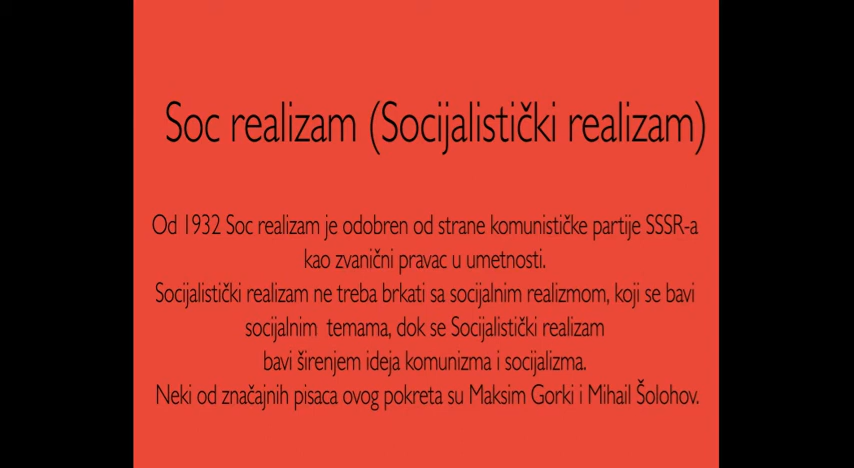 Soc realizam (Socijalistički realizam)
Od 1932 Soc realizam je odobren od strane komunističke partije SSSR-a
kao zvanični pravac u umetnosti.
Socijalistički realizam ne treba brkati sa socijalnim realizmom, koji se bavi
socijalnim temama, dok se Socijalistički realizam
bavi širenjem ideja komunizma i socijalizma.
Neki od značajnih pisaca ovog pokreta su Maksim Gorki i Mihail Šolohov.